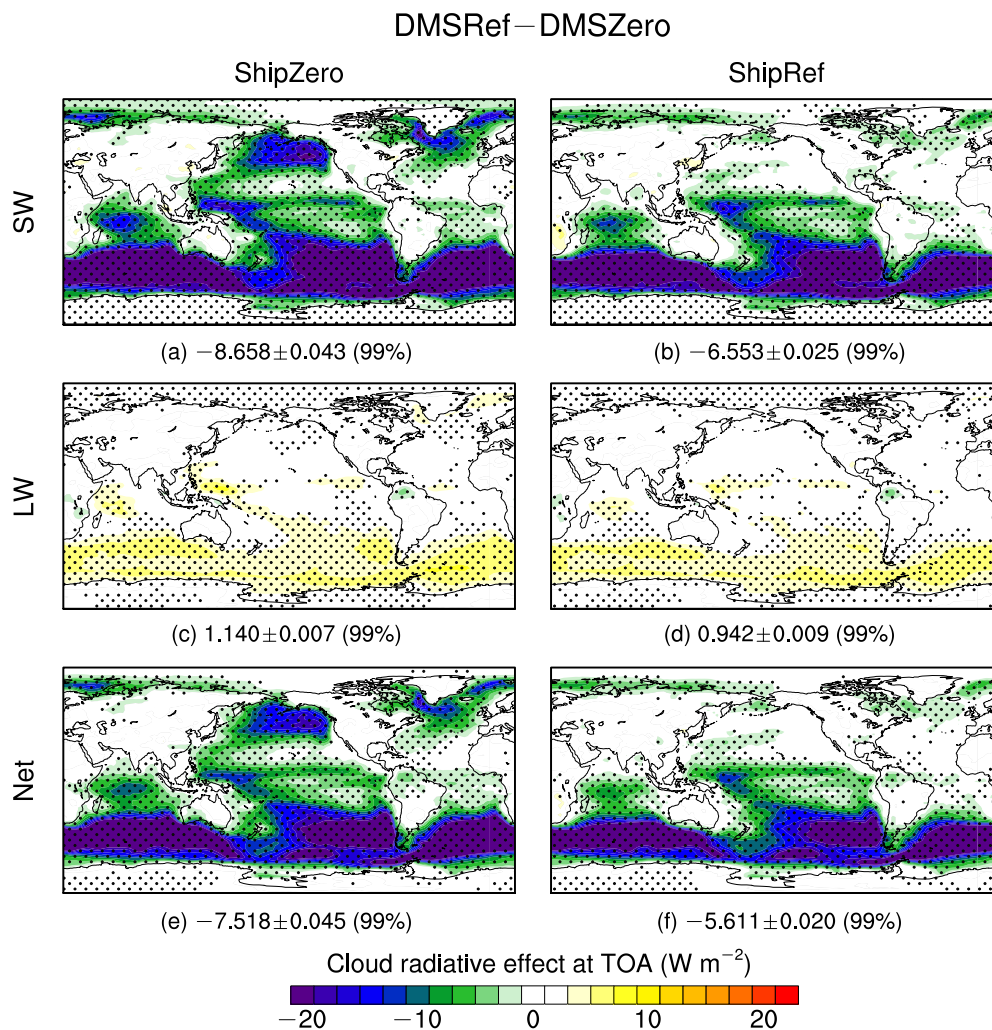 DMSRef−DMSZero
ShipZero
ShipRef
SW
(a) −8.658±0.043 (99%)
(b) −6.553±0.025 (99%)
LW
(c) 1.140±0.007 (99%)
(d) 0.942±0.009 (99%)
Net
(e) −7.518±0.045 (99%)
(f) −5.611±0.020 (99%)
Cloud radiative effect at TOA (W m⁻²)
−20 −10 0 10 20